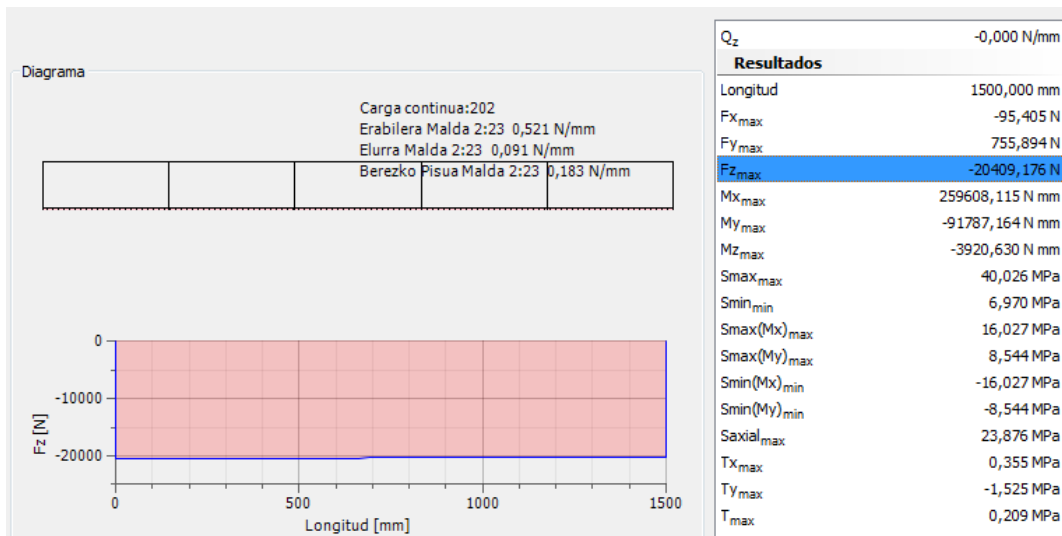 Diagrama
Carga continua:202
Erabilera Malda 2:23 0,521 N/mm
Elurra Malda 2:23 0,091 N/mm
Berezko Pisua Malda 2:23 0,183 N/mm
0
-10000
-20000
Fz [N]
0 500 1000 1500
Longitud [mm]
Qz -0,000 N/mm
Resultados
Longitud 1500,000 mm
Fxmax -95,405 N
Fymax 755,894 N
Fzmax -20409,176 N
Mxmax 259608,115 N mm
Mymax -91787,164 N mm
Mzmax -3920,630 N mm
Smaxmax 40,026 MPa
Sminmin 6,970 MPa
Smax(Mx)max 16,027 MPa
Smax(My)max 8,544 MPa
Smin(Mx)min -16,027 MPa
Smin(My)min -8,544 MPa
Saxialmax 23,876 MPa
Txmax 0,355 MPa
Tymax -1,525 MPa
Tmax 0,209 MPa